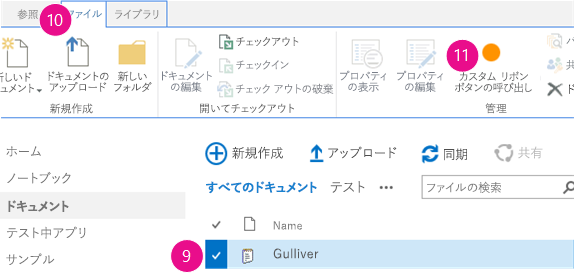 参照
10
ファイル
ライブラリ
ドキュメントの
アップロード
新しい
フォルダ
新規作成
ドキュメント
の編集
チェックアウト
チェックイン
チェック アウトの破棄
開いてチェックアウト
プロパティ
の表示
プロパティ
の編集
11
カスタム リボン
ボタンの呼び出し
管理
ホーム
ノートブック
ドキュメント
テスト中アプリ
サンプル
新規作成
アップロード
同期
共有
すべてのドキュメント
テスト
•••
ファイルの検索
Name
9
Gulliver